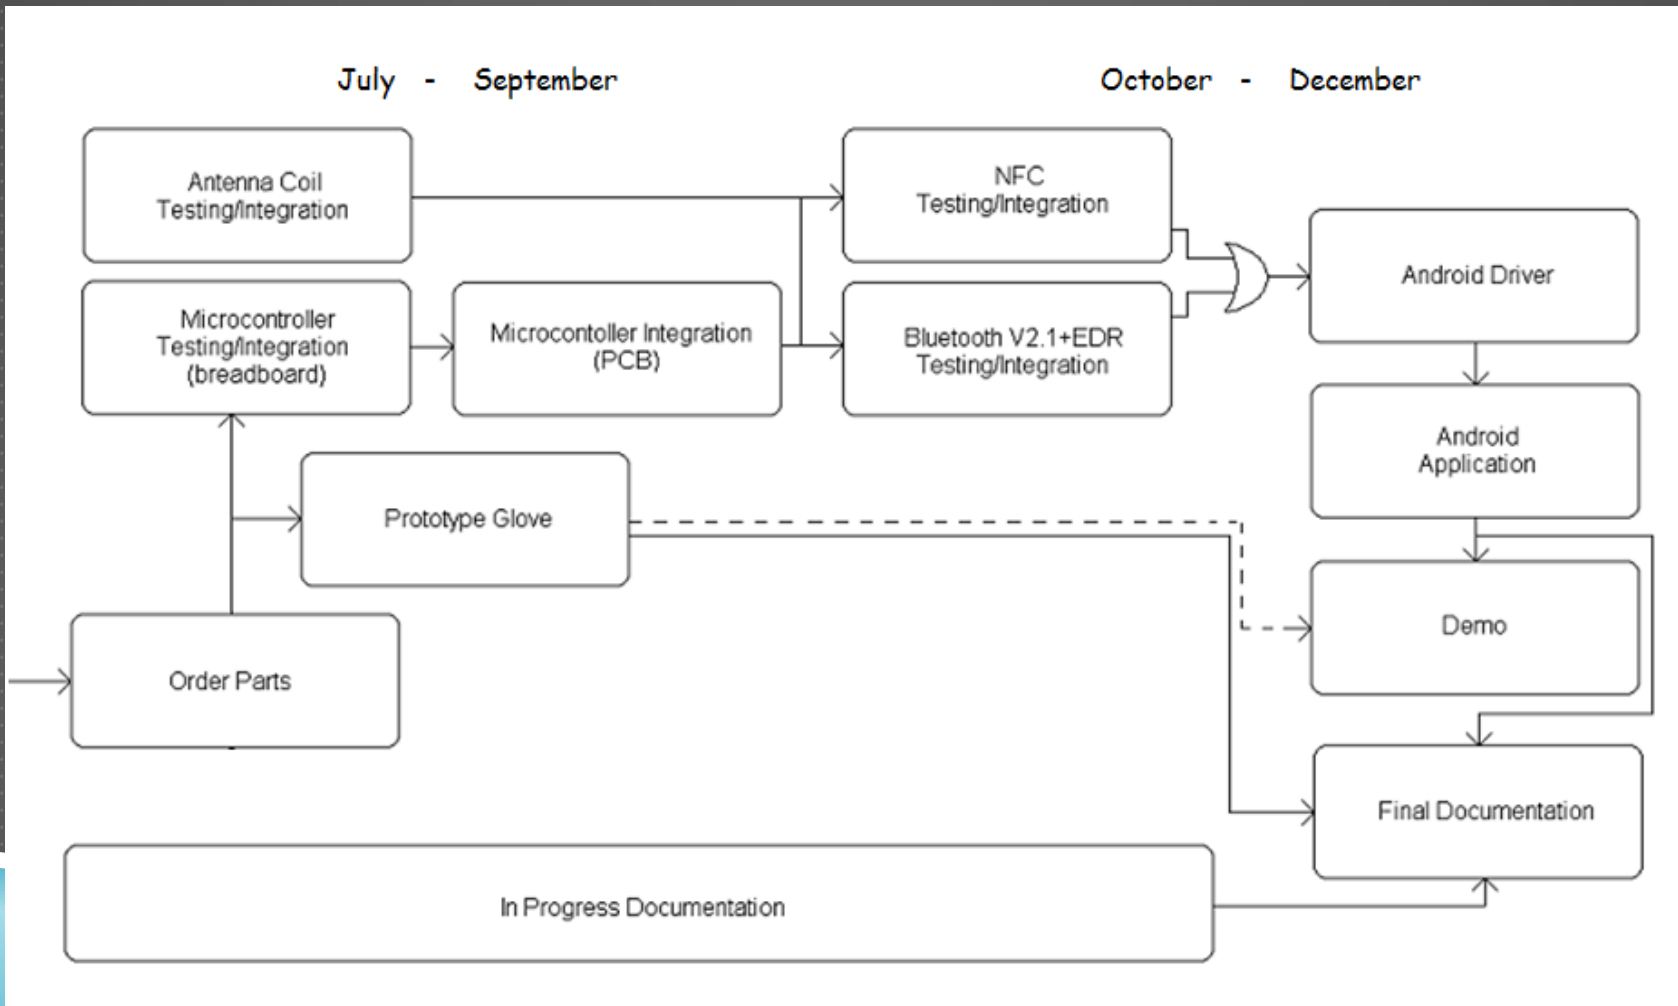 July - September
October - December
Antenna Coil
Testing/Integration
NFC
Testing/Integration
Android Driver
Microcontroller
Testing/Integration
(breadboard)
Microcontoller Integration
(PCB)
Bluetooth V2.1+EDR
Testing/Integration
Android
Application
Prototype Glove
Demo
Order Parts
Final Documentation
In Progress Documentation